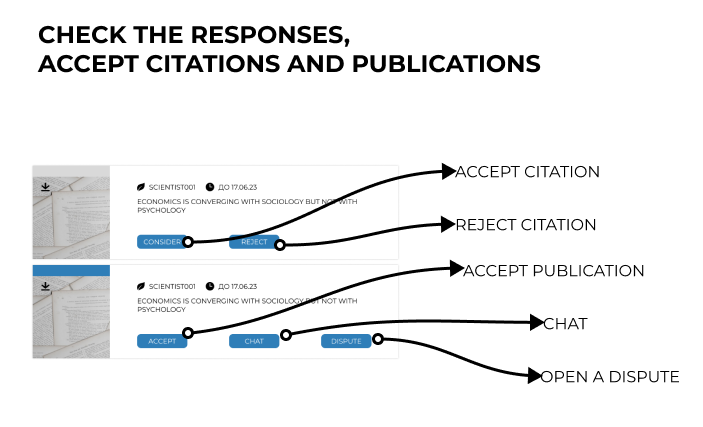 CHECK THE RESPONSES,
ACCEPT CITATIONS AND PUBLICATIONS
SCIENTIST001 ДО 17.06.23
ECONOMICS IS CONVERGING WITH SOCIOLOGY BUT NOT WITH
PSYCHOLOGY
CONSIDER REJECT
ACCEPT CITATION
REJECT CITATION
SCIENTIST001 ДО 17.06.23
ECONOMICS IS CONVERGING WITH SOCIOLOGY BUT NOT WITH
PSYCHOLOGY
ACCEPT CHAT DISPUTE
ACCEPT PUBLICATION
CHAT
OPEN A DISPUTE